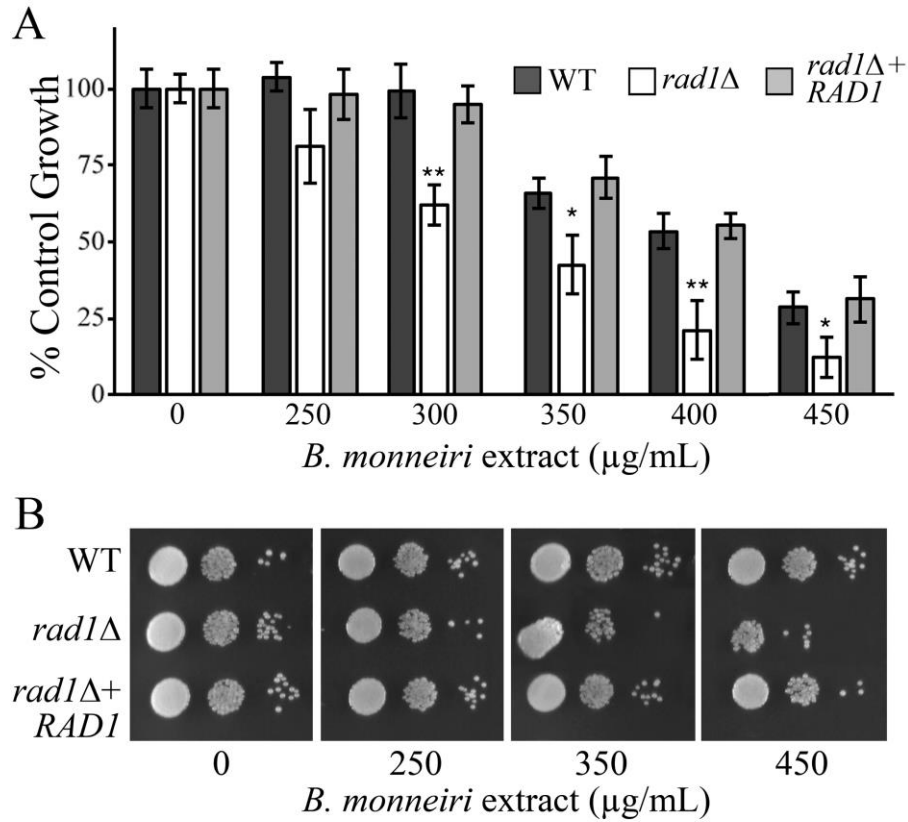 A
% Control Growth
100
75
50
25
0
WT
rad1Δ
rad1Δ+
RAD1
**
*
**
*
0 250 300 350 400 450
B. monneiri extract (µg/mL)
B
WT
rad1Δ
rad1Δ+
RAD1
0 250 350 450
B. monneiri extract (µg/mL)